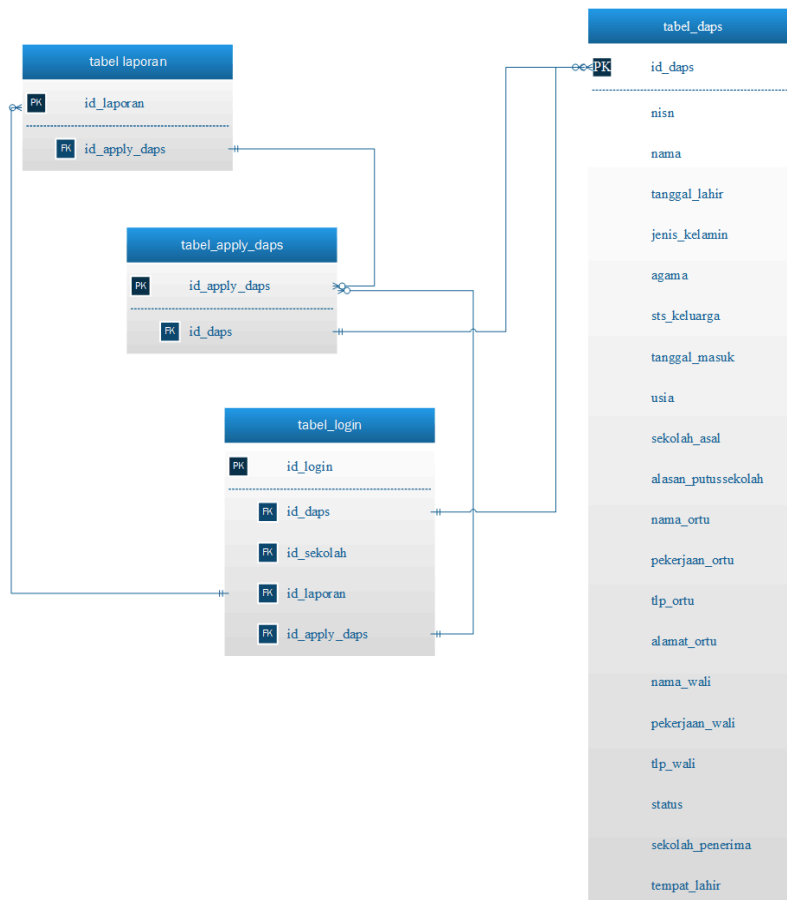 tabel laporan
PK id_laporan
FK id_apply_daps
tabel_apply_daps
PK id_apply_daps
FK id_daps
tabel_login
PK id_login
FK id_daps
FK id_sekolah
FK id_laporan
FK id_apply_daps
tabel_daps
PK id_daps
nisn
nama
tanggal_lahir
jenis_kelamin
agama
sts_keluarga
tanggal_masuk
usia
sekolah_asal
alasan_putussekolah
nama_ortu
pekerjaan_ortu
tlp_ortu
alamat_ortu
nama_wali
pekerjaan_wali
tlp_wali
status
sekolah_penerima
tempat_lahir